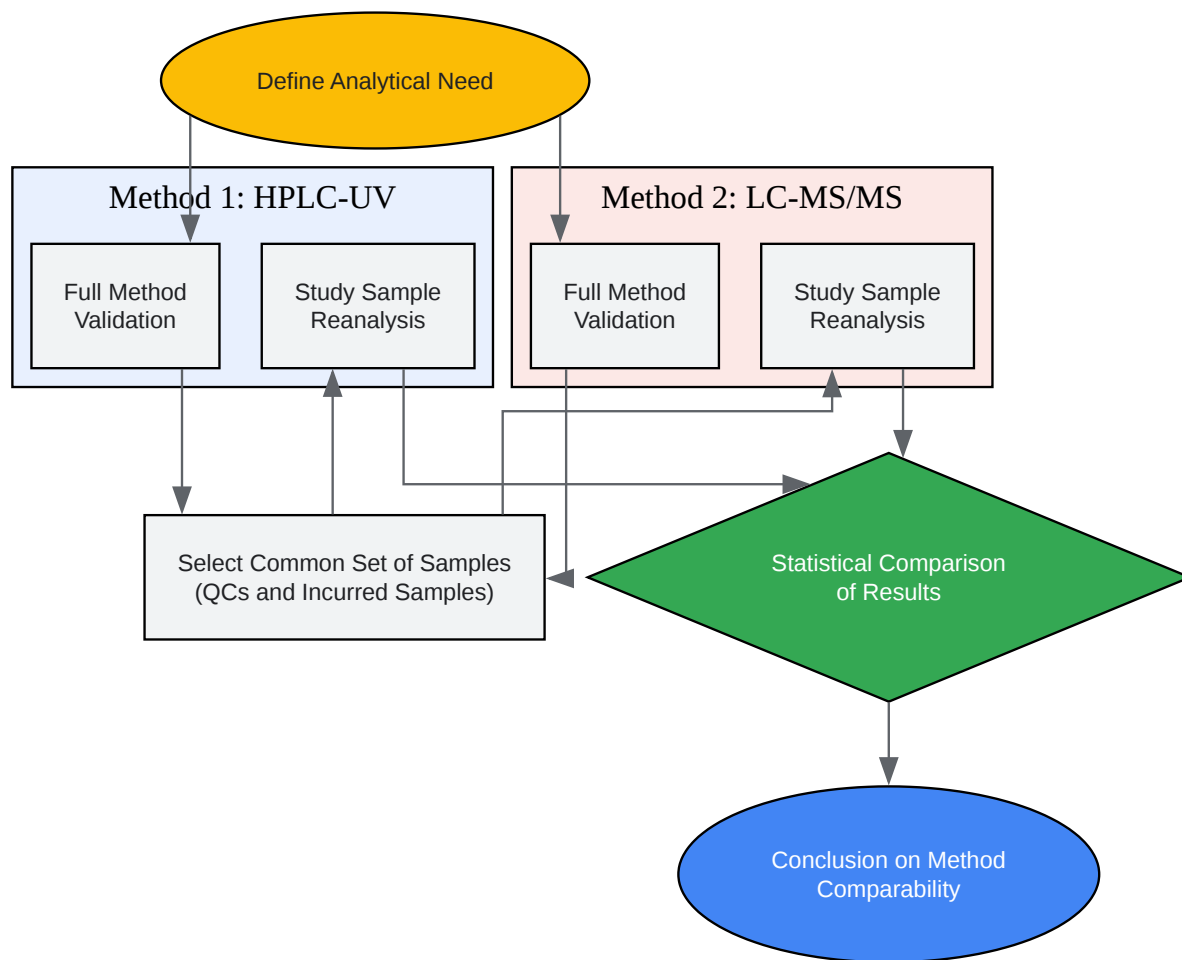 Define Analytical Need
Method 1: HPLC-UV
Method 2: LC-MS/MS
Full Method
Validation
Study Sample
Reanalysis
Full Method
Validation
Study Sample
Reanalysis
Select Common Set of Samples
(QCs and Incurred Samples)
Statistical Comparison
of Results
Conclusion on Method
Comparability